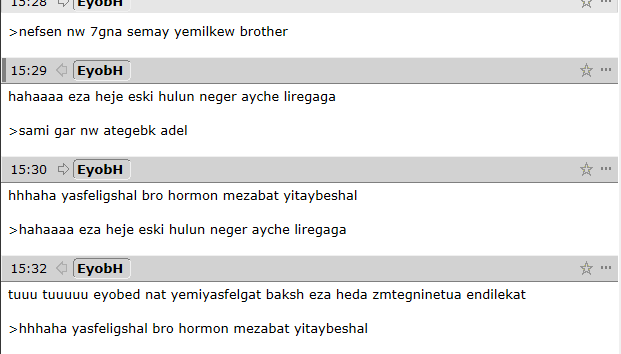 15:28 EyobH
>nefsen nw 7gna semay yemilkew brother
15:29 EyobH
hahaaaa eza heje eski hulun neger ayche liregaga
>sami gar nw ategebk adel
15:30 EyobH
hhhaha yasfeligshal bro hormon mezabat yitaybeshal
>hahaaaa eza heje eski hulun neger ayche liregaga
15:32 EyobH
tuuu tuuuuu eyobed nat yemiyasfelgat baksh eza heda zmtegninetua endilekat
>hhhaha yasfeligshal bro hormon mezabat yitaybeshal